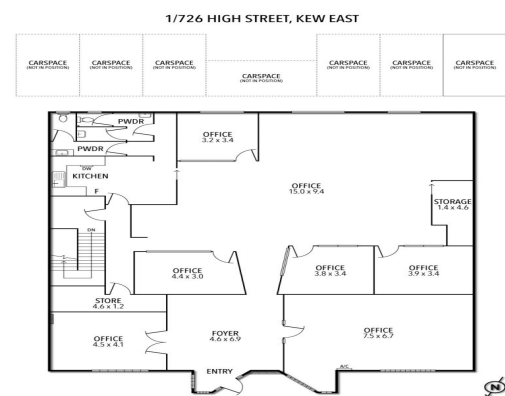 1/726 HIGH STREET, KEW EAST
CARSPACE
(NOT IN POSITION)
CARSPACE
(NOT IN POSITION)
CARSPACE
(NOT IN POSITION)
CARSPACE
(NOT IN POSITION)
CARSPACE
(NOT IN POSITION)
CARSPACE
(NOT IN POSITION)
CARSPACE
(NOT IN POSITION)
PWDR
PWDR
OFFICE
3.2 x 3.4
DW
KITCHEN
F
OFFICE
15.0 x 9.4
STORAGE
1.4 x 4.6
DN
OFFICE
4.4 x 3.0
OFFICE
3.8 x 3.4
OFFICE
3.9 x 3.4
STORE
4.6 x 1.2
OFFICE
4.5 x 4.1
FOYER
4.6 x 6.9
OFFICE
7.5 x 6.7
ENTRY
A/C
N